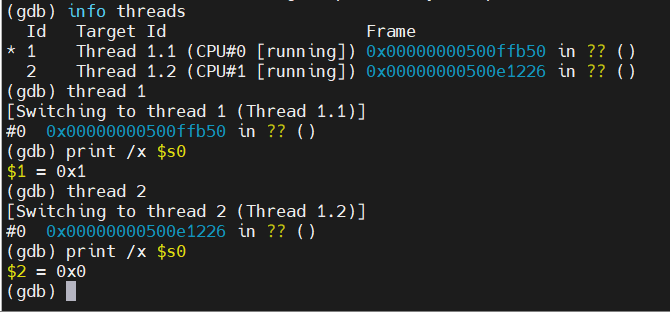 (gdb) info threads
  Id   Target Id                    Frame
* 1    Thread 1.1 (CPU#0 [running]) 0x00000000500ffb50 in ?? ()
  2    Thread 1.2 (CPU#1 [running]) 0x00000000500e1226 in ?? ()
(gdb) thread 1
[Switching to thread 1 (Thread 1.1)]
#0  0x00000000500ffb50 in ?? ()
(gdb) print /x $s0
$1 = 0x1
(gdb) thread 2
[Switching to thread 2 (Thread 1.2)]
#0  0x00000000500e1226 in ?? ()
(gdb) print /x $s0
$2 = 0x0
(gdb)